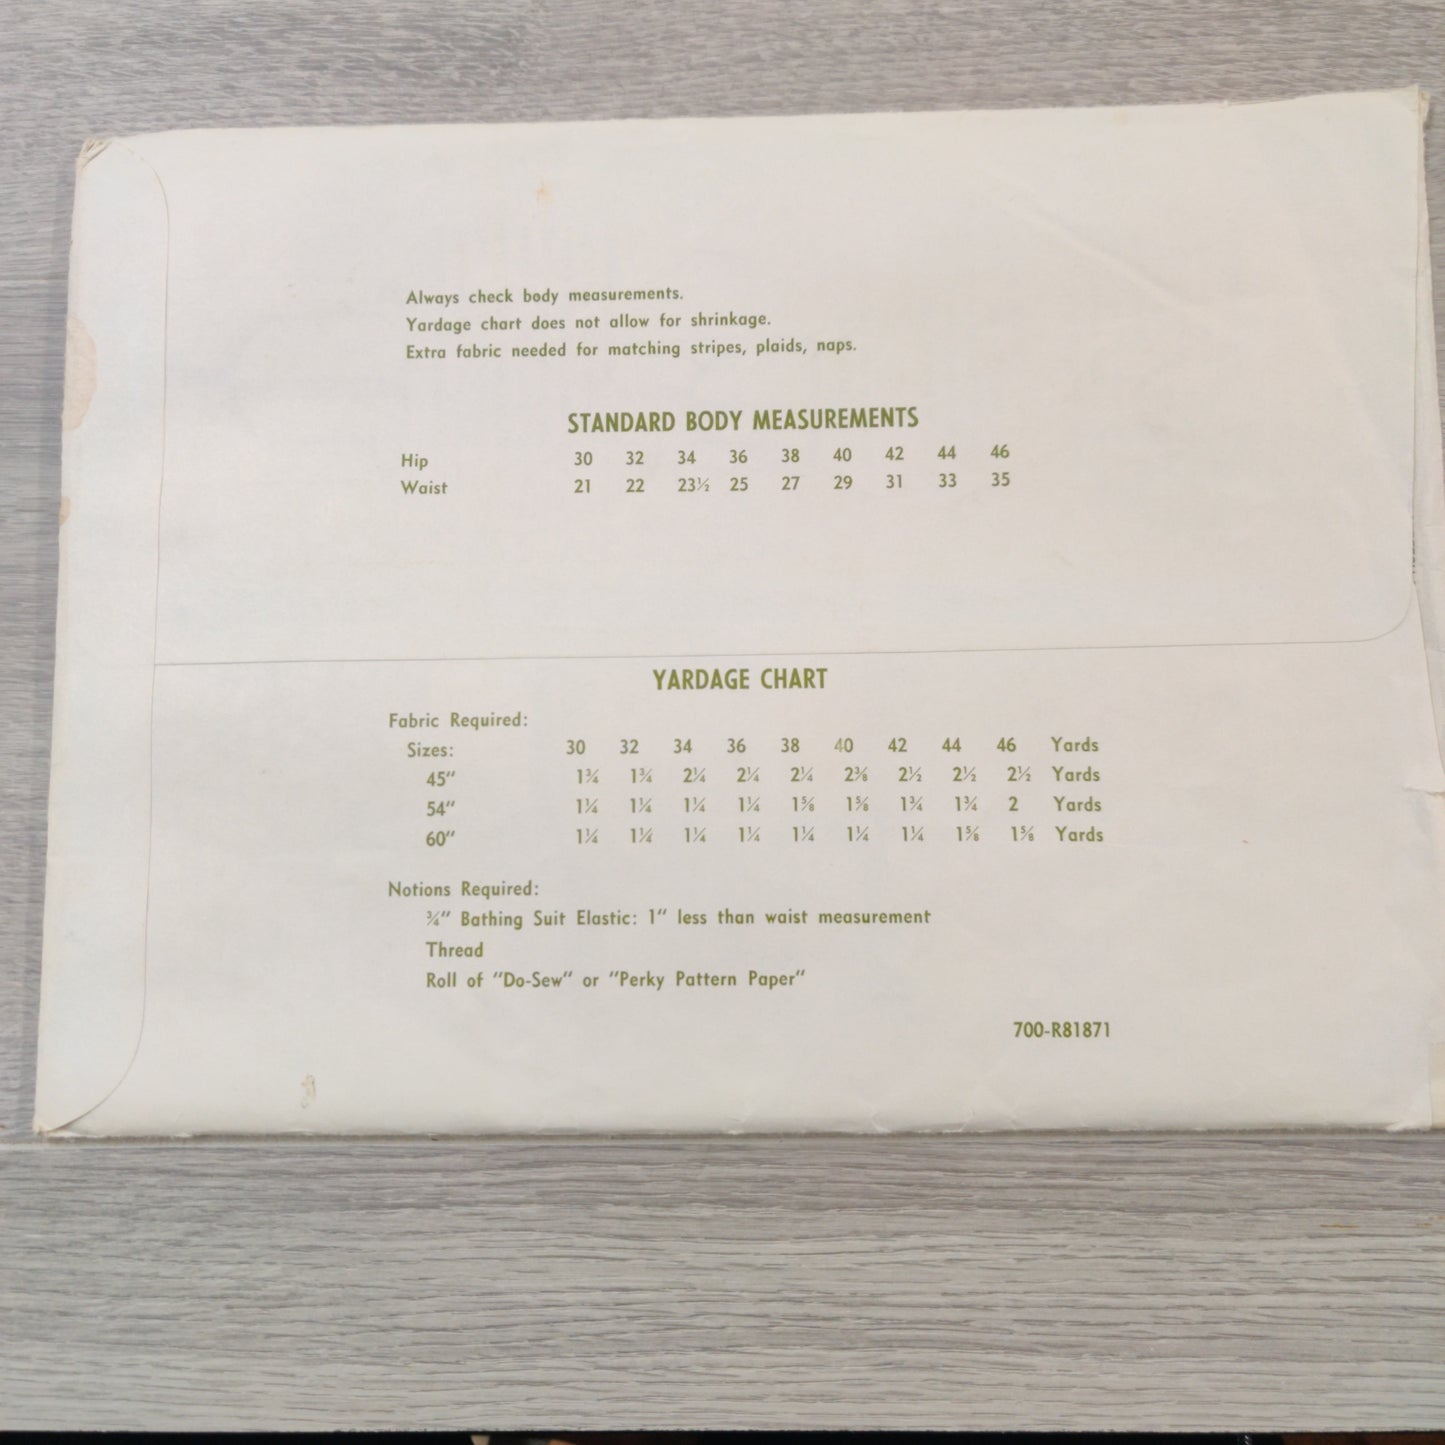 Always check body measurements.
Yardage chart does not allow for shrinkage.
Extra fabric needed for matching stripes, plaids, naps.
STANDARD BODY MEASUREMENTS
Hip 30 32 34 36 38 40 42 44 46
Waist 21 22 23½ 25 27 29 31 33 35
YARDAGE CHART
Fabric Required:
Sizes: 30 32 34 36 38 40 42 44 46 Yards
45" 1¾ 1¾ 2¼ 2¼ 2¼ 2⅜ 2½ 2½ 2½ Yards
54" 1¼ 1¼ 1¼ 1¼ 1⅝ 1⅝ 1¾ 1¾ 2 Yards
60" 1¼ 1¼ 1¼ 1¼ 1¼ 1¼ 1¼ 1⅝ 1⅝ Yards
Notions Required:
¾" Bathing Suit Elastic: 1" less than waist measurement
Thread
Roll of "Do-Sew" or "Perky Pattern Paper"
700-R81871